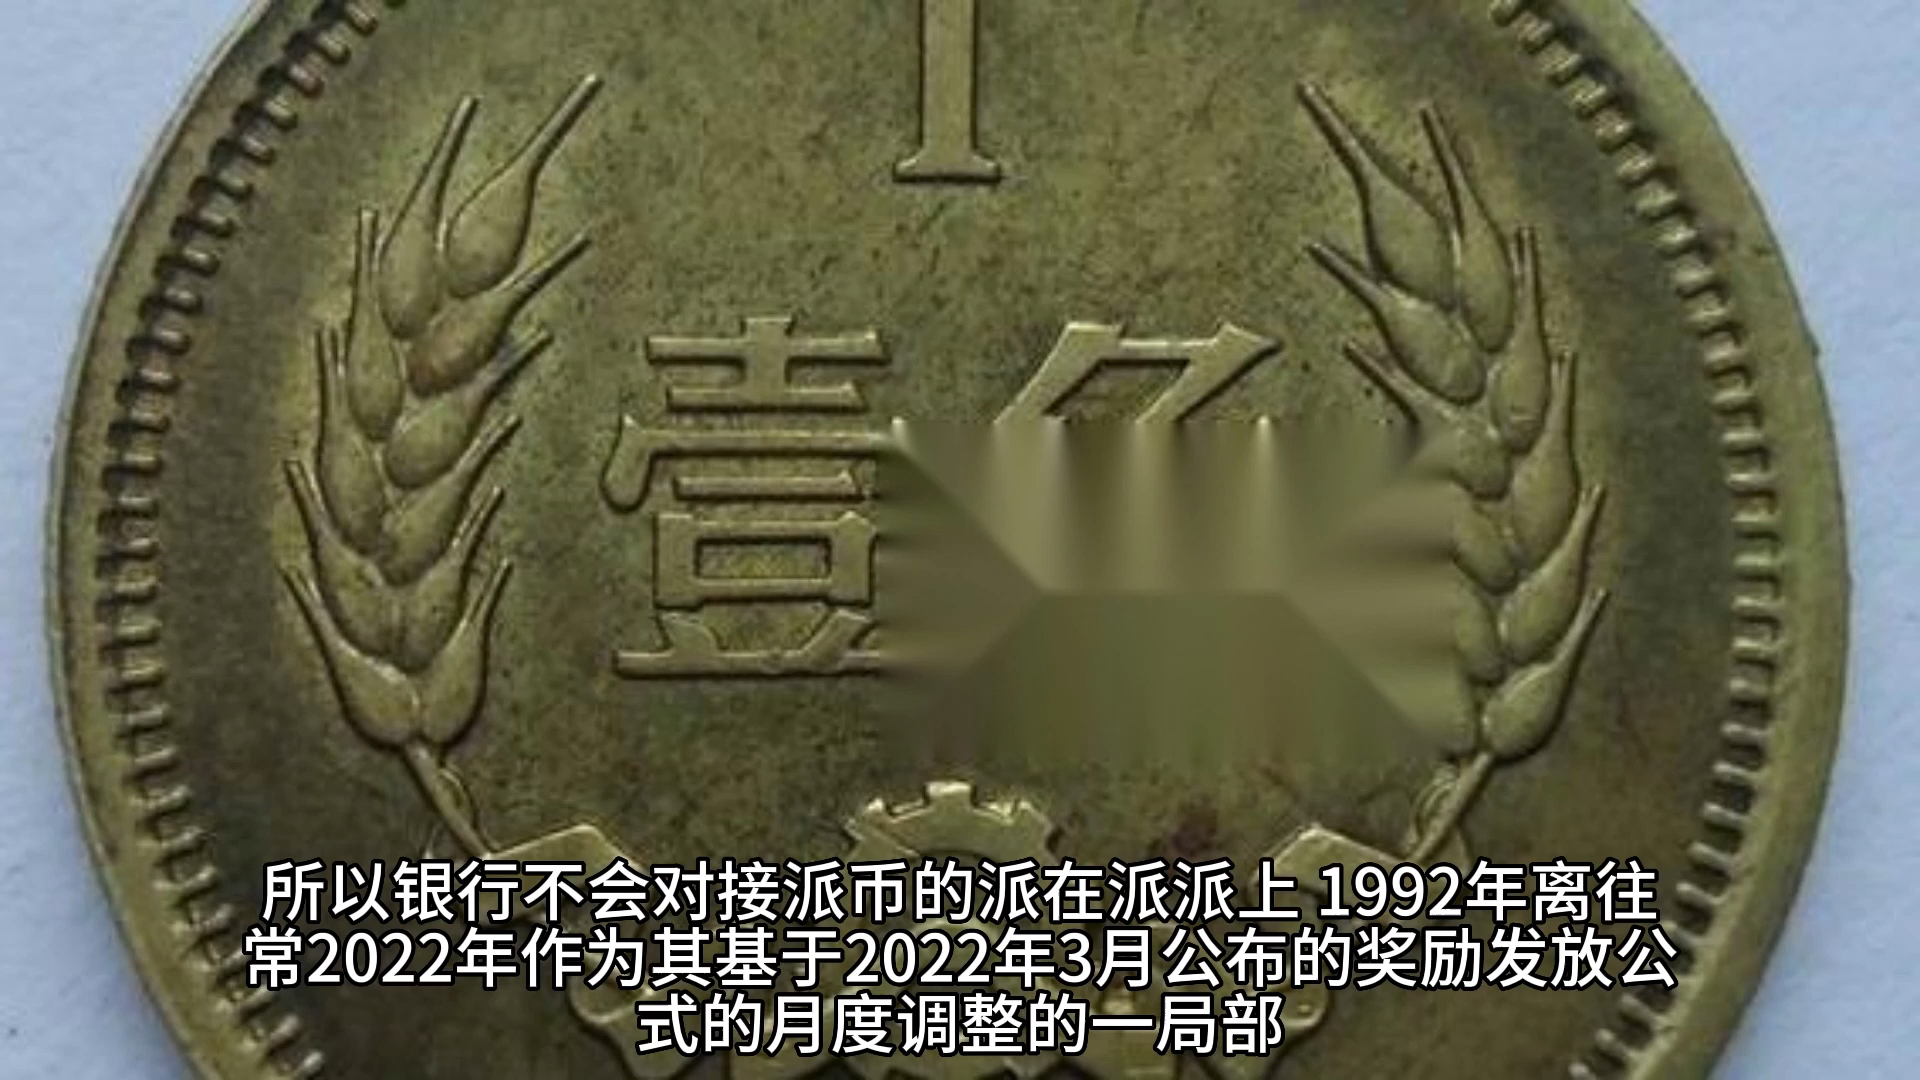 1
壹
所以银行不会对接派币的派在派派上 1992年离往
常2022年作为其基于2022年3月公布的奖励发放公
式的月度调整的一局部